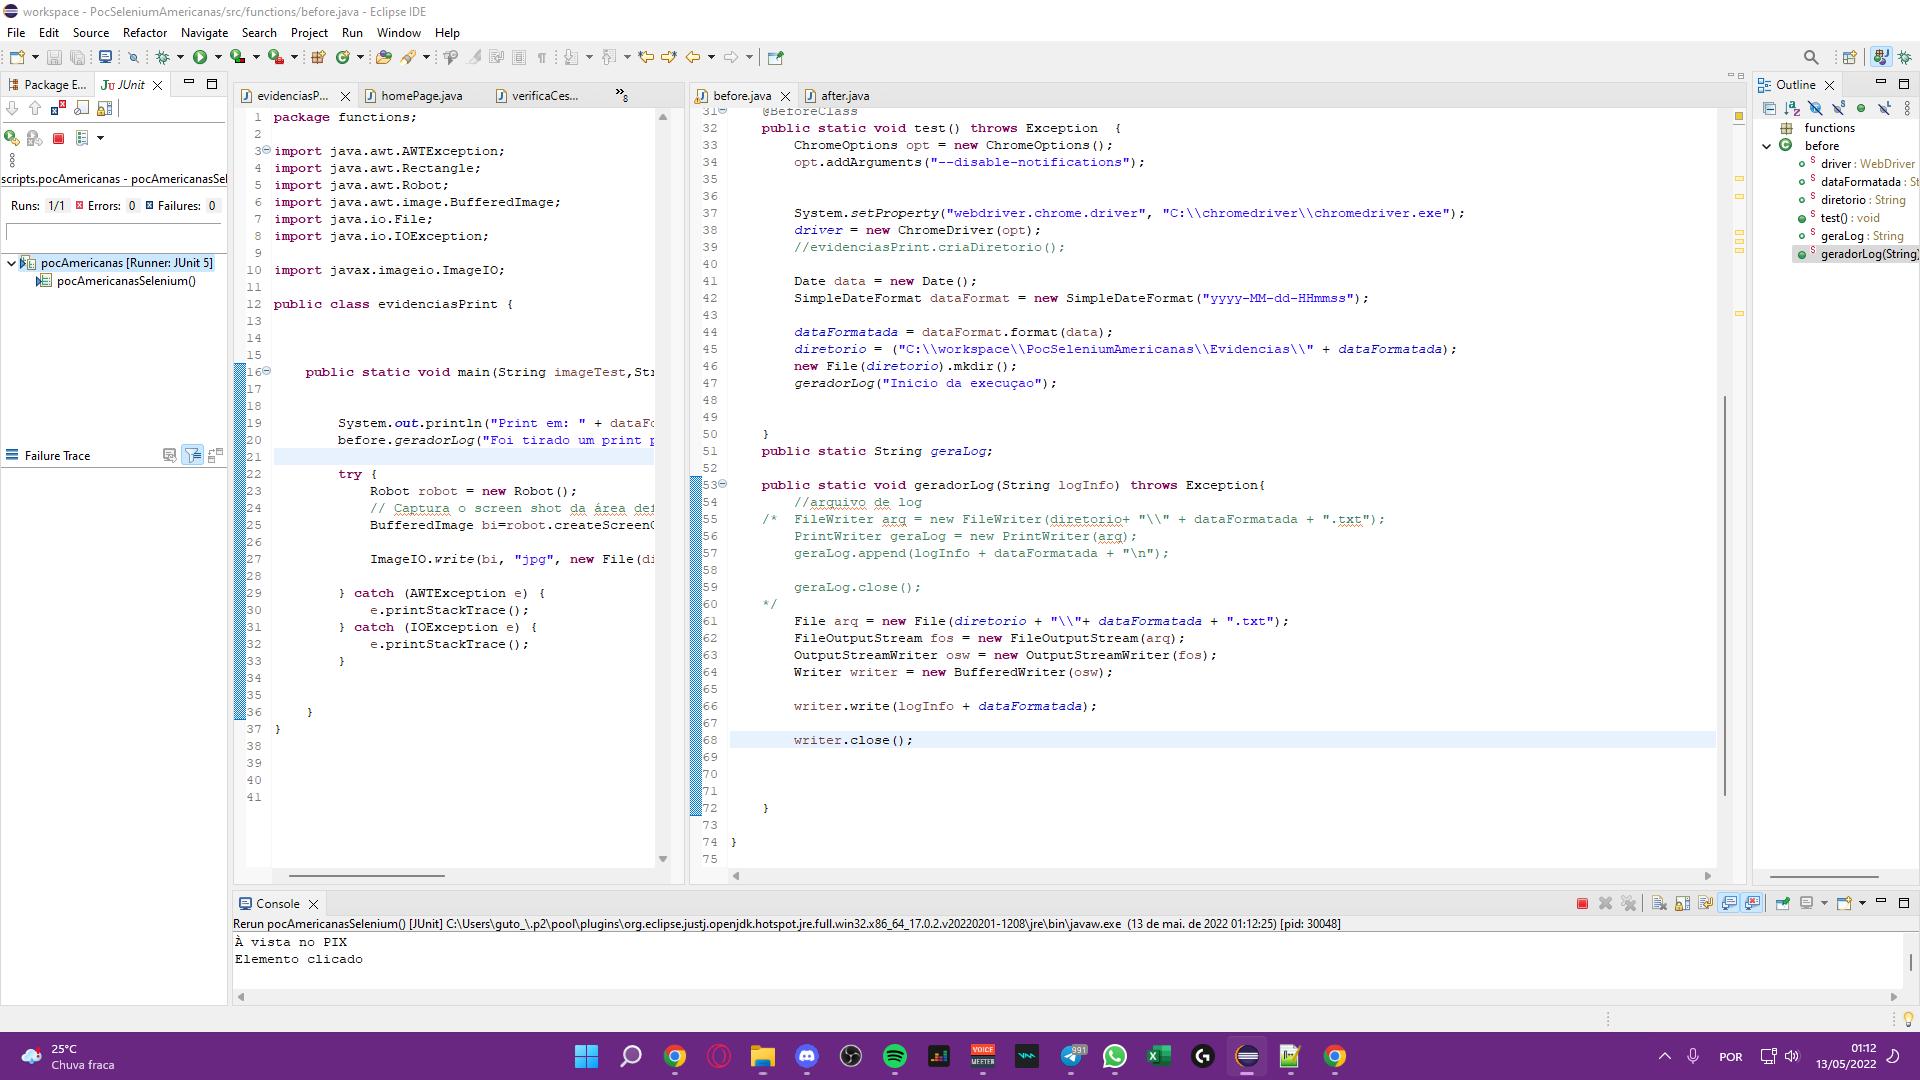 workspace - PocSeleniumAmericanas/src/functions/before.java - Eclipse IDE
File Edit Source Refactor Navigate Search Project Run Window Help
Package E... JUnit
scripts.pocAmericanas - pocAmericanasSel
Runs: 1/1 Errors: 0 Failures: 0
pocAmericanas [Runner: JUnit 5]
pocAmericanasSelenium()
Failure Trace
evidenciasP... homePage.java verificaCes... »8
1 package functions;
2
3 import java.awt.AWTException;
4 import java.awt.Rectangle;
5 import java.awt.Robot;
6 import java.awt.image.BufferedImage;
7 import java.io.File;
8 import java.io.IOException;
9
10 import javax.imageio.ImageIO;
11
12 public class evidenciasPrint {
13
14
15
16 public static void main(String imageTest,Str
17
18
19 System.out.println("Print em: " + dataFo
20 before.geradorLog("Foi tirado um print p
21
22 try {
23 Robot robot = new Robot();
24 // Captura o screen shot da área def
25 BufferedImage bi=robot.createScreenC
26
27 ImageIO.write(bi, "jpg", new File(di
28
29 } catch (AWTException e) {
30 e.printStackTrace();
31 } catch (IOException e) {
32 e.printStackTrace();
33 }
34
35
36 }
37 }
38
39
40
41
before.java after.java
31 @BeforeClass
32 public static void test() throws Exception {
33 ChromeOptions opt = new ChromeOptions();
34 opt.addArguments("--disable-notifications");
35
36
37 System.setProperty("webdriver.chrome.driver", "C:\\chromedriver\\chromedriver.exe");
38 driver = new ChromeDriver(opt);
39 //evidenciasPrint.criaDiretorio();
40
41 Date data = new Date();
42 SimpleDateFormat dataFormat = new SimpleDateFormat("yyyy-MM-dd-HHmmss");
43
44 dataFormatada = dataFormat.format(data);
45 diretorio = ("C:\\workspace\\PocSeleniumAmericanas\\Evidencias\\" + dataFormatada);
46 new File(diretorio).mkdir();
47 geradorLog("Inicio da execuçao");
48
49
50 }
51 public static String geraLog;
52
53 public static void geradorLog(String logInfo) throws Exception{
54 //arquivo de log
55 /* FileWriter arq = new FileWriter(diretorio+ "\\" + dataFormatada + ".txt");
56 PrintWriter geraLog = new PrintWriter(arq);
57 geraLog.append(logInfo + dataFormatada + "\n");
58
59 geraLog.close();
60 */
61 File arq = new File(diretorio + "\\"+ dataFormatada + ".txt");
62 FileOutputStream fos = new FileOutputStream(arq);
63 OutputStreamWriter osw = new OutputStreamWriter(fos);
64 Writer writer = new BufferedWriter(osw);
65
66 writer.write(logInfo + dataFormatada);
67
68 writer.close();
69
70
71
72 }
73
74 }
75
Outline
functions
before
driver : WebDriver
dataFormatada : St
diretorio : String
test() : void
geraLog : String
geradorLog(String)
Console
Rerun pocAmericanasSelenium() [JUnit] C:\Users\guto_\.p2\pool\plugins\org.eclipse.justj.openjdk.hotspot.jre.full.win32.x86_64_17.0.2.v20220201-1208\jre\bin\javaw.exe (13 de mai. de 2022 01:12:25) [pid: 30048]
À vista no PIX
Elemento clicado
25°C
Chuva fraca
VOICE
MEETER
991
POR
01:12
13/05/2022